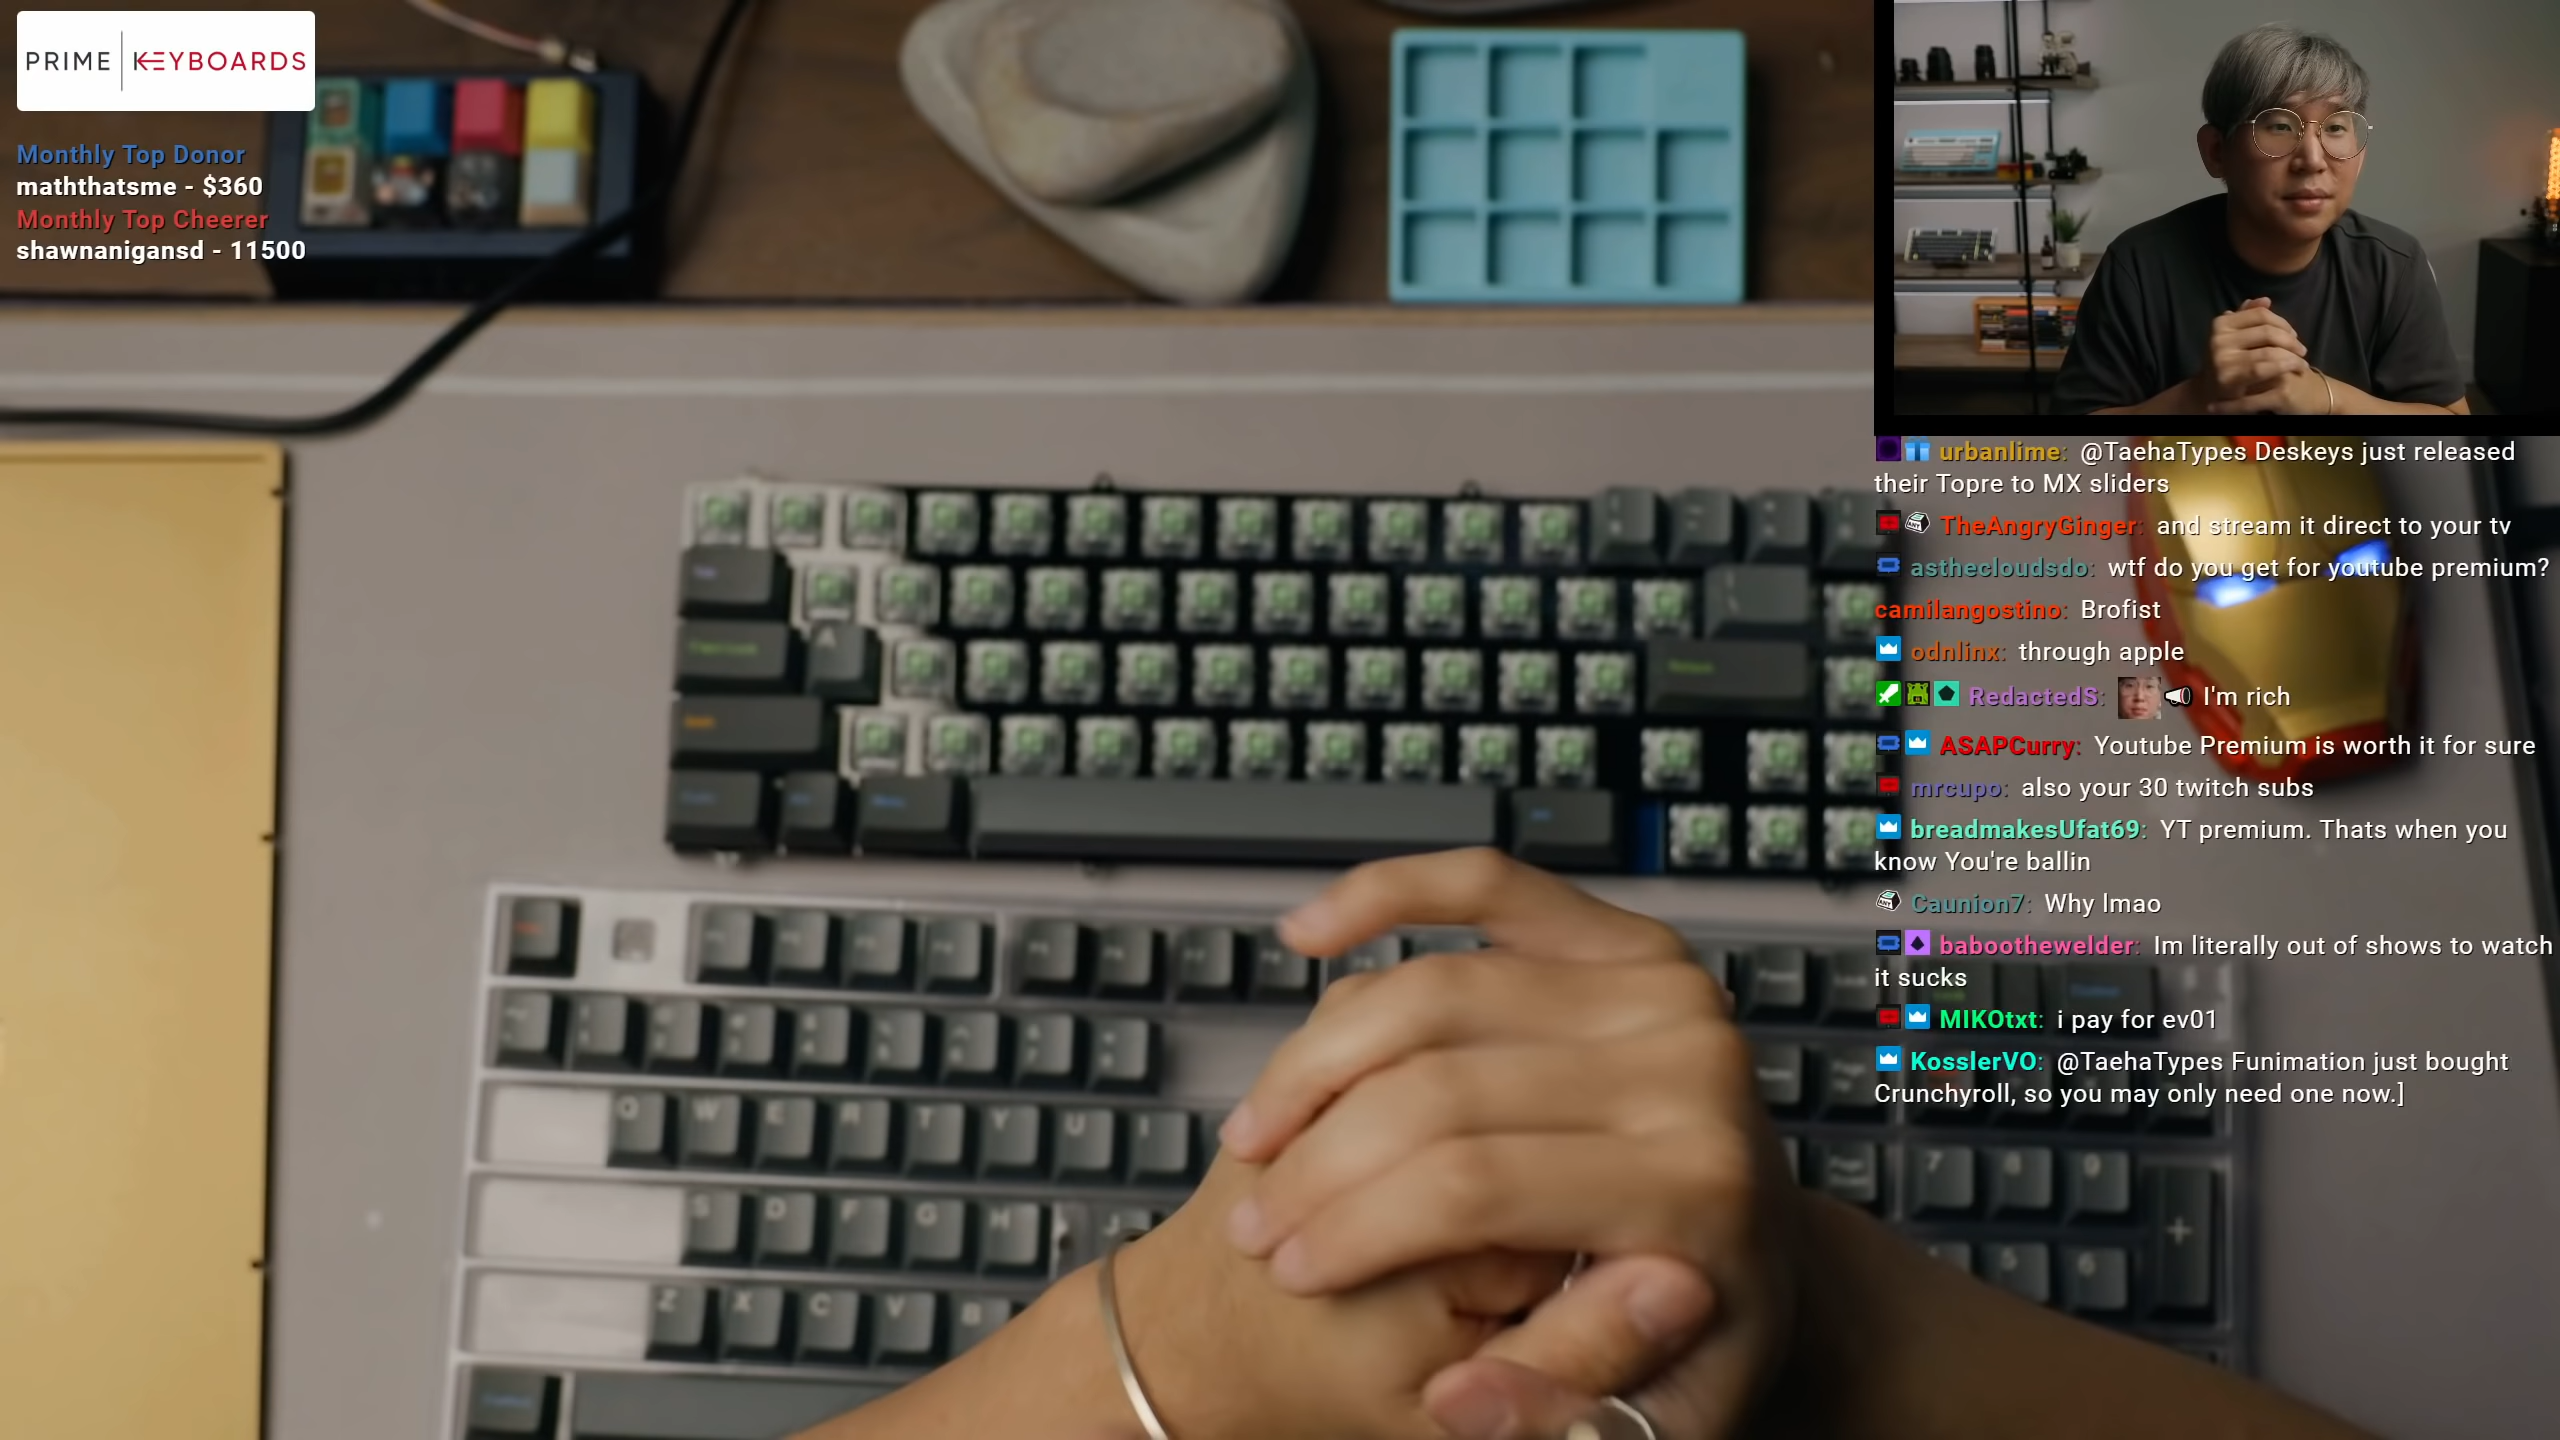 PRIME | KEYBOARDS
Monthly Top Donor
maththatsme - $360
Monthly Top Cheerer
shawnanigansd - 11500
urbanlime: @TaehaTypes Deskeys just released
their Topre to MX sliders
TheAngryGinger: and stream it direct to your tv
asthecloudsdo: wtf do you get for youtube premium?
camilangostino: Brofist
odnlinx: through apple
RedactedS: I'm rich
ASAPCurry: Youtube Premium is worth it for sure
mrcupo: also your 30 twitch subs
breadmakesUfat69: YT premium. Thats when you
know You're ballin
Caunion7: Why lmao
baboothewelder: Im literally out of shows to watch
it sucks
MIKOtxt: i pay for ev01
KosslerVO: @TaehaTypes Funimation just bought
Crunchyroll, so you may only need one now.]
A
Q W E R T Y U I
7 8 9
S D F G H J
+
5 6
Z X C V B